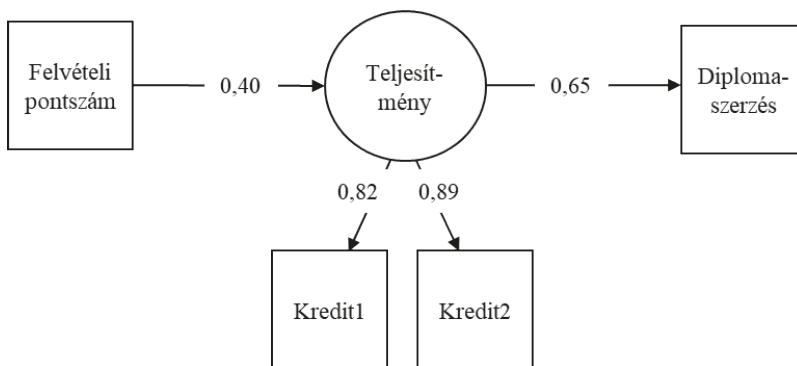 Felvételi
pontszám
0,40
Teljesít-
mény
0,65
Diploma-
szerzés
0,82
0,89
Kredit1
Kredit2